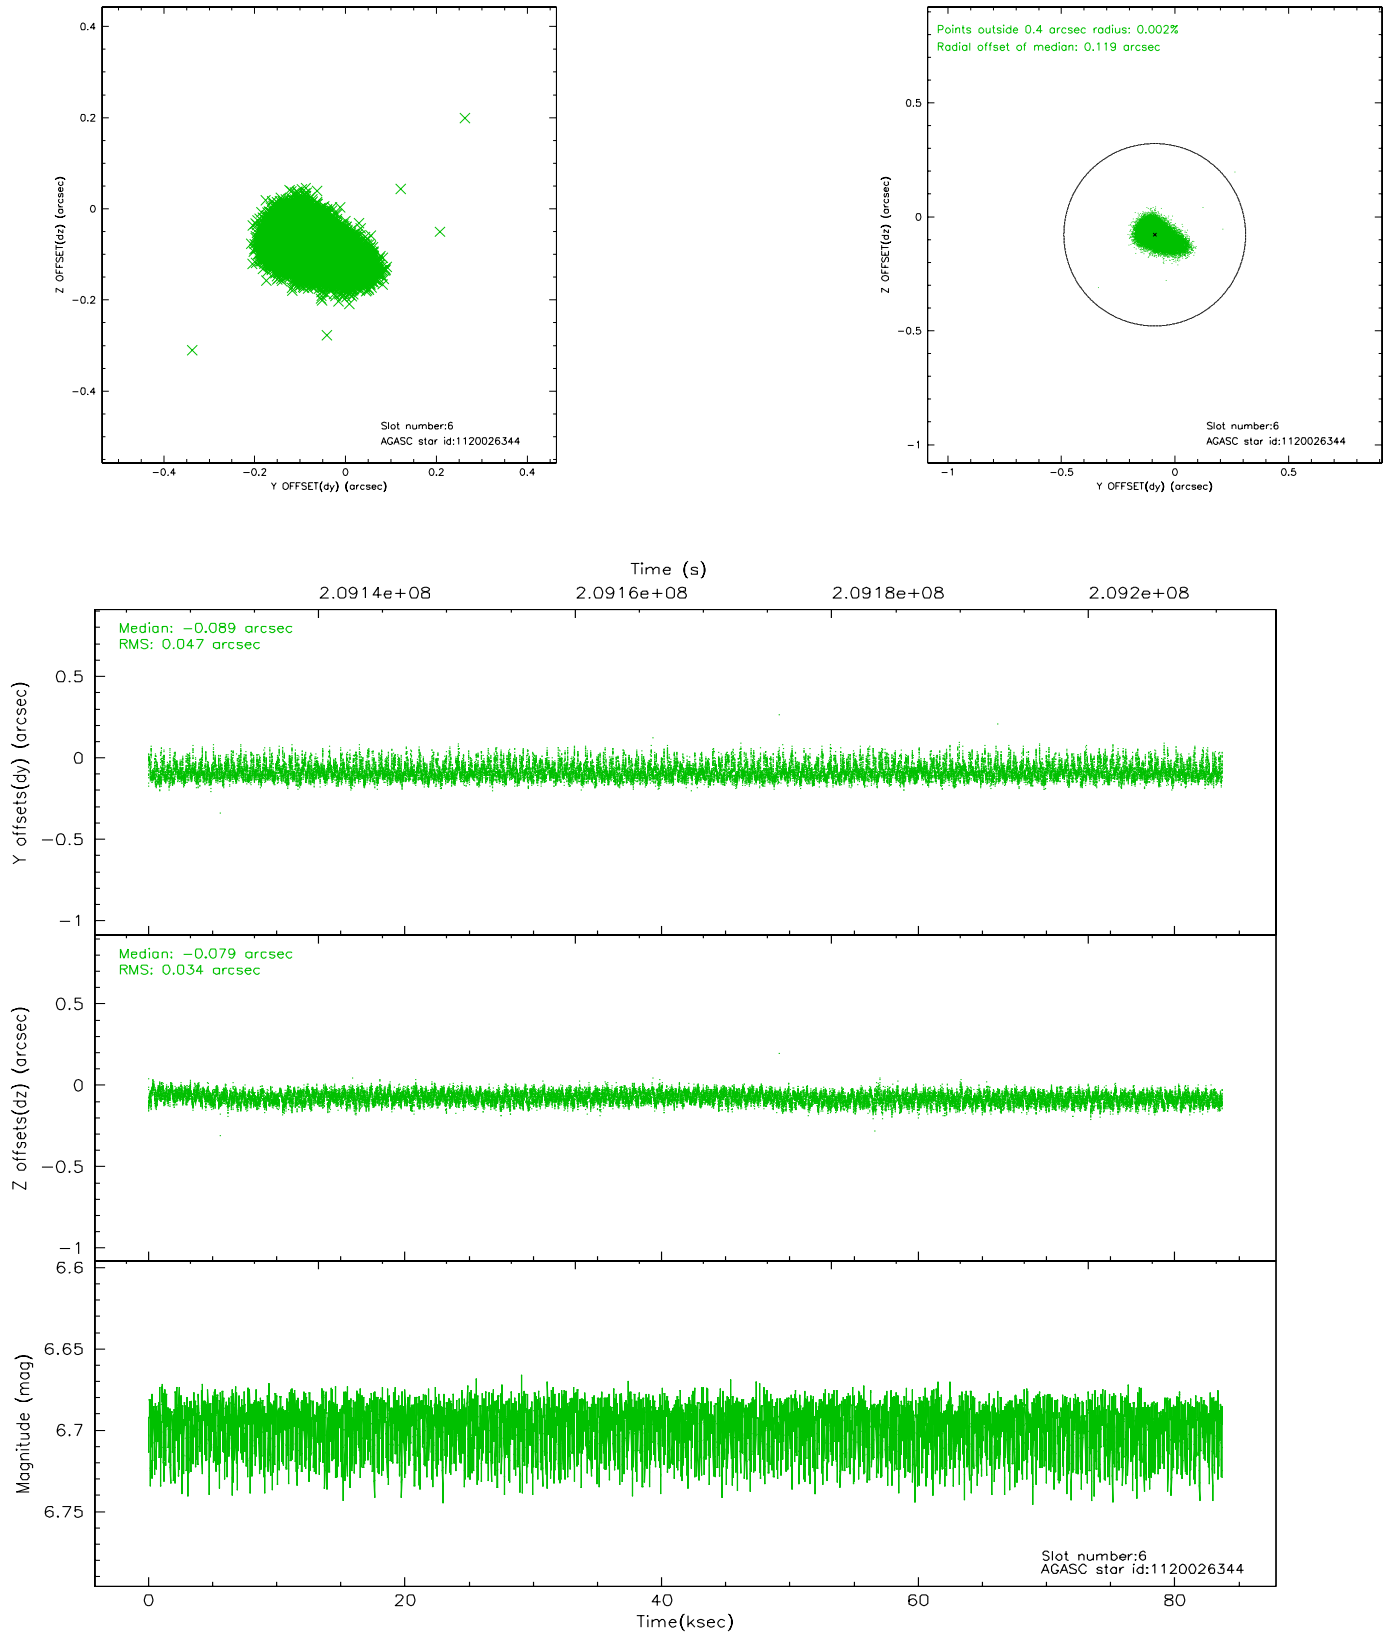 0.4
0.2
0
−0.2
−0.4
Z OFFSET(dz) (arcsec)
Slot number:6
AGASC star id:1120026344
−0.4
−0.2
0
0.2
0.4
Y OFFSET(dy) (arcsec)
Points outside 0.4 arcsec radius: 0.002%
Radial offset of median: 0.119 arcsec
0.5
0
−0.5
−1
Z OFFSET(dz) (arcsec)
Slot number:6
AGASC star id:1120026344
−1
−0.5
0
0.5
Y OFFSET(dy) (arcsec)
Time (s)
2.0914e+08
2.0916e+08
2.0918e+08
2.092e+08
Median: −0.089 arcsec
RMS: 0.047 arcsec
0.5
0
−0.5
−1
Y offsets(dy) (arcsec)
Median: −0.079 arcsec
RMS: 0.034 arcsec
0.5
0
−0.5
−1
Z offsets(dz) (arcsec)
6.6
6.65
6.7
6.75
Magnitude (mag)
Slot number:6
AGASC star id:1120026344
0
20
40
60
80
Time(ksec)